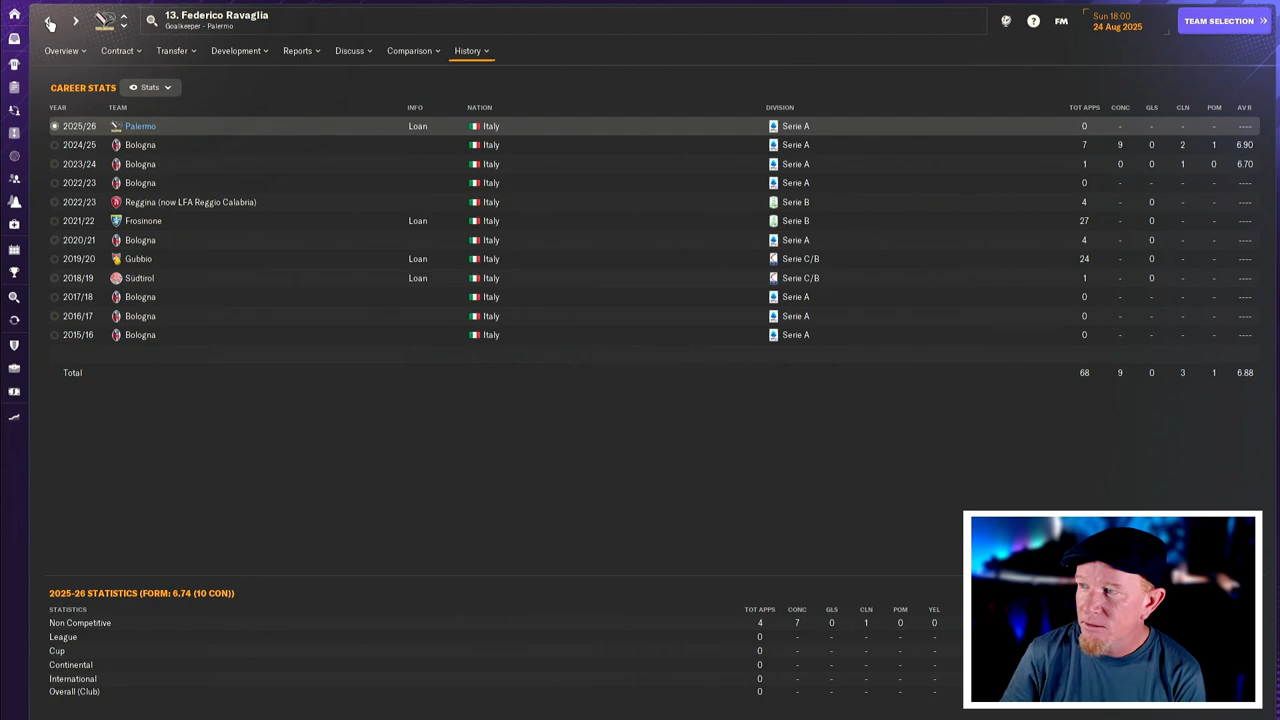 13. Federico Ravaglia
Goalkeeper - Palermo
FM
Sun 18:00
24 Aug 2025
TEAM SELECTION
Overview Contract Transfer Development Reports Discuss Comparison History
CAREER STATS Stats
YEAR TEAM INFO NATION DIVISION TOT APPS CONC GLS CLN POM AV R
2025/26 Palermo Loan Italy Serie A 0 - - - - ----
2024/25 Bologna Italy Serie A 7 9 0 2 1 6.90
2023/24 Bologna Italy Serie A 1 0 0 1 0 6.70
2022/23 Bologna Italy Serie A 0 - - - - ----
2022/23 Reggina (now LFA Reggio Calabria) Italy Serie B 4 - 0 - - ----
2021/22 Frosinone Loan Italy Serie B 27 - 0 - - ----
2020/21 Bologna Italy Serie A 4 - 0 - - ----
2019/20 Gubbio Loan Italy Serie C/B 24 - 0 - - ----
2018/19 Südtirol Loan Italy Serie C/B 1 - 0 - - ----
2017/18 Bologna Italy Serie A 0 - 0 - - ----
2016/17 Bologna Italy Serie A 0 - 0 - - ----
2015/16 Bologna Italy Serie A 0 - 0 - - ----
Total 68 9 0 3 1 6.88
2025-26 STATISTICS (FORM: 6.74 (10 CON))
STATISTICS TOT APPS CONC GLS CLN POM YEL
Non Competitive 4 7 0 1 0 0
League 0 - - - - -
Cup 0 - - - - -
Continental 0 - - - - -
International 0 - - - - -
Overall (Club) 0 - - - - -